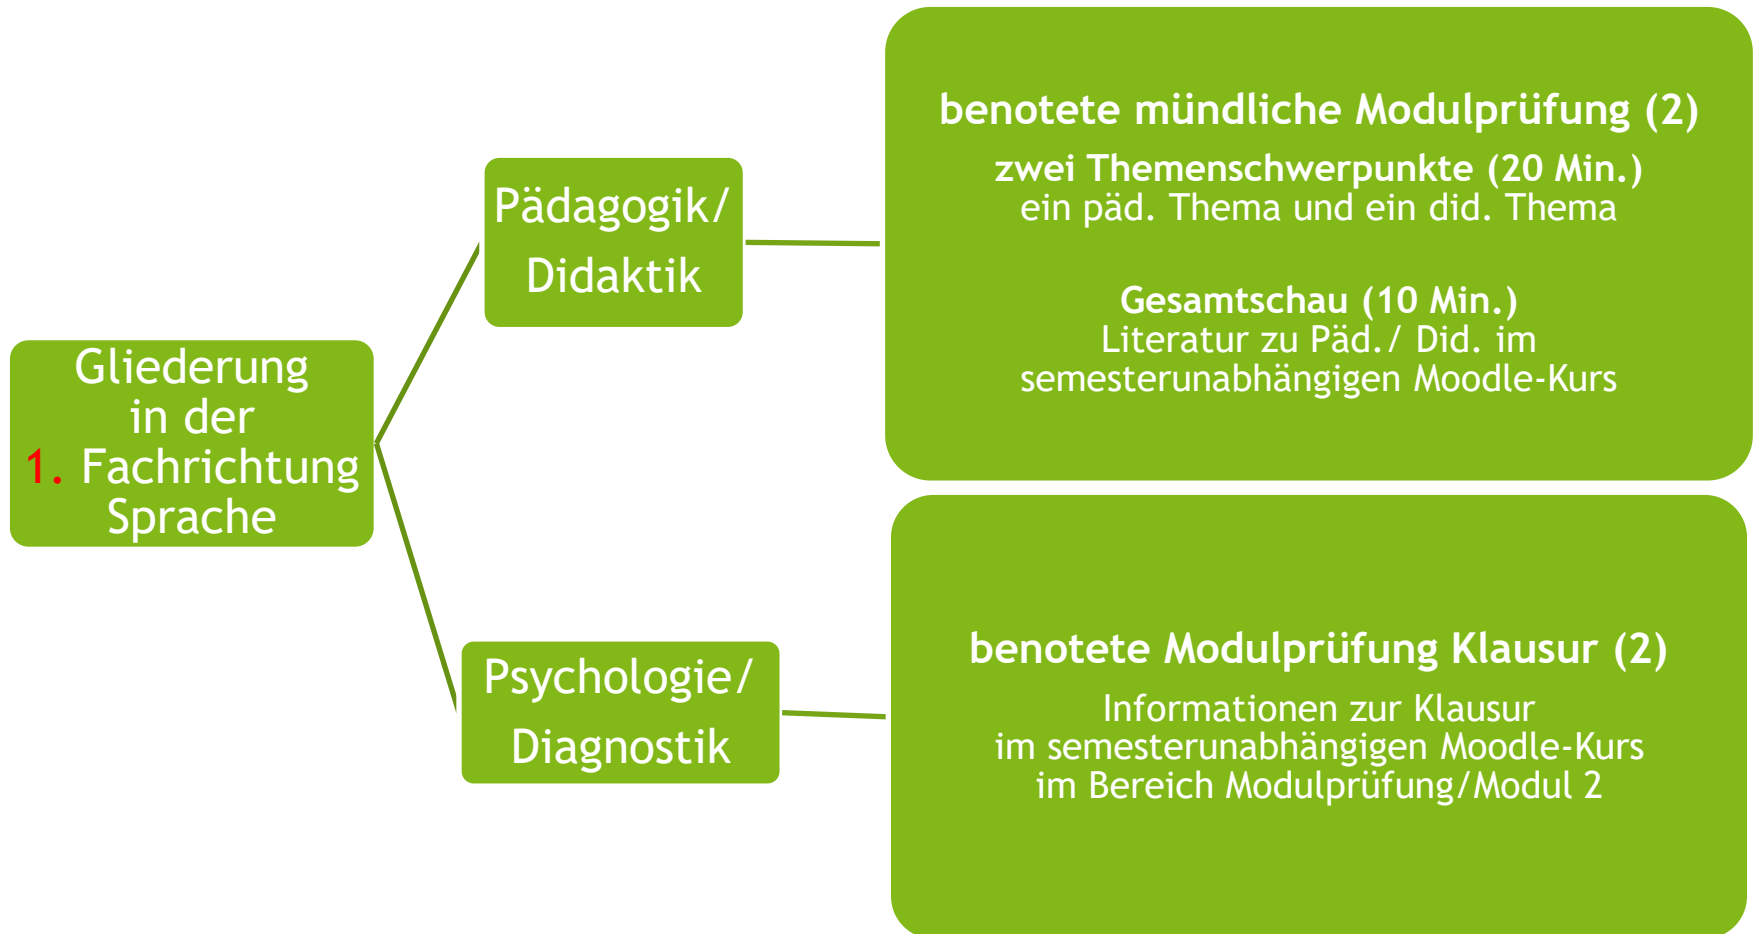 Gliederung
in der
1. Fachrichtung
Sprache
Pädagogik/
Didaktik
benotete mündliche Modulprüfung (2)
zwei Themenschwerpunkte (20 Min.)
ein päd. Thema und ein did. Thema
Gesamtschau (10 Min.)
Literatur zu Päd./ Did. im
semesterunabhängigen Moodle-Kurs
Psychologie/
Diagnostik
benotete Modulprüfung Klausur (2)
Informationen zur Klausur
im semesterunabhängigen Moodle-Kurs
im Bereich Modulprüfung/Modul 2